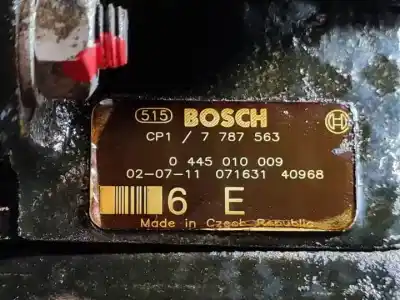 515 BOSCH
CP1 / 7 787 563
0 445 010 009
02-07-11 071631 40968
6 E
Made in Czech Republic